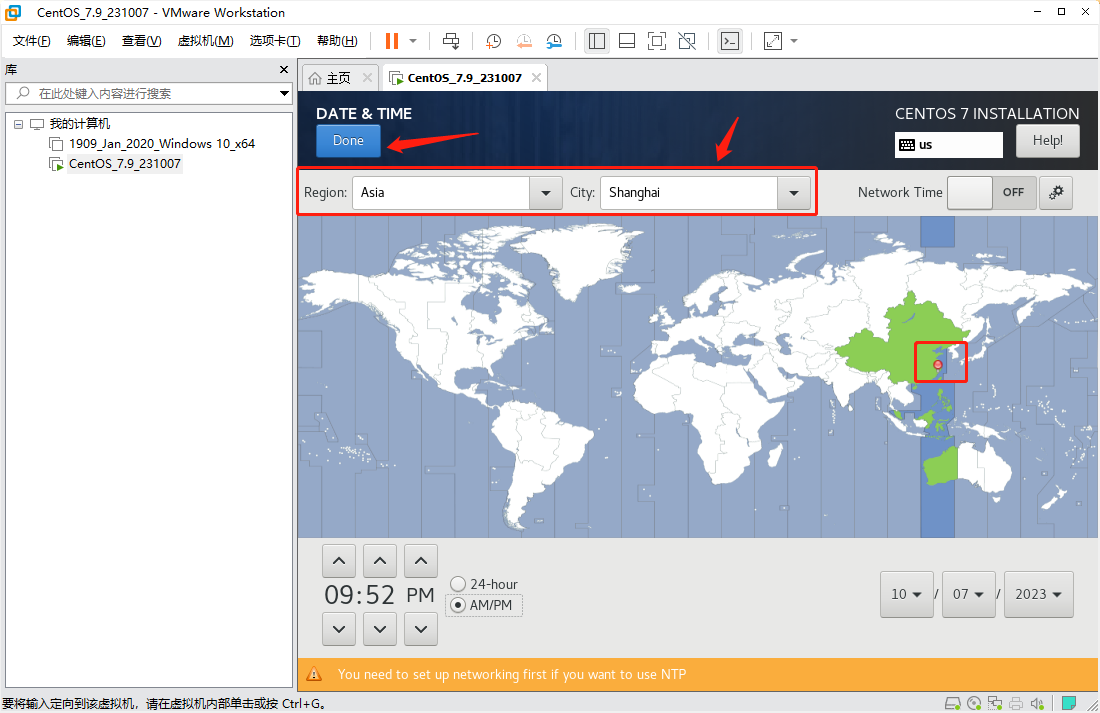 CentOS_7.9_231007 - VMware Workstation
文件(F) 编辑(E) 查看(V) 虚拟机(M) 选项卡(T) 帮助(H)
库
在此处键入内容进行搜索
我的计算机
1909_Jan_2020_Windows 10_x64
CentOS_7.9_231007
主页 CentOS_7.9_231007
DATE & TIME
Done
CENTOS 7 INSTALLATION
us
Help!
Region: Asia City: Shanghai Network Time OFF
09:52 PM
24-hour
AM/PM
10 / 07 / 2023
You need to set up networking first if you want to use NTP
要将输入定向到该虚拟机，请在虚拟机内部单击或按 Ctrl+G。